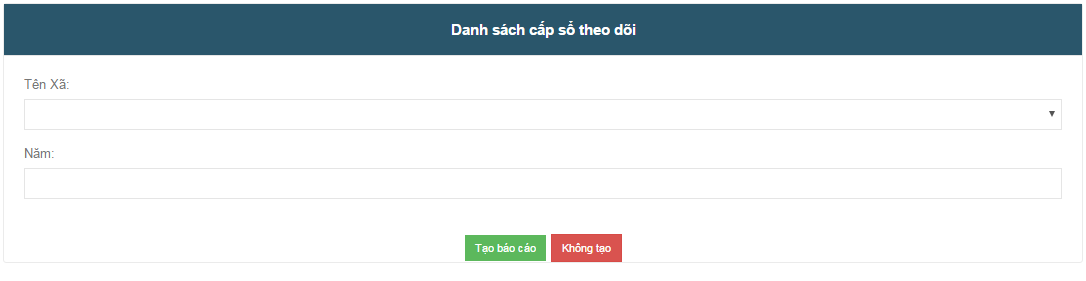 Danh sách cấp sổ theo dõi
Tên Xã:
Năm:
Tạo báo cáo Không tạo